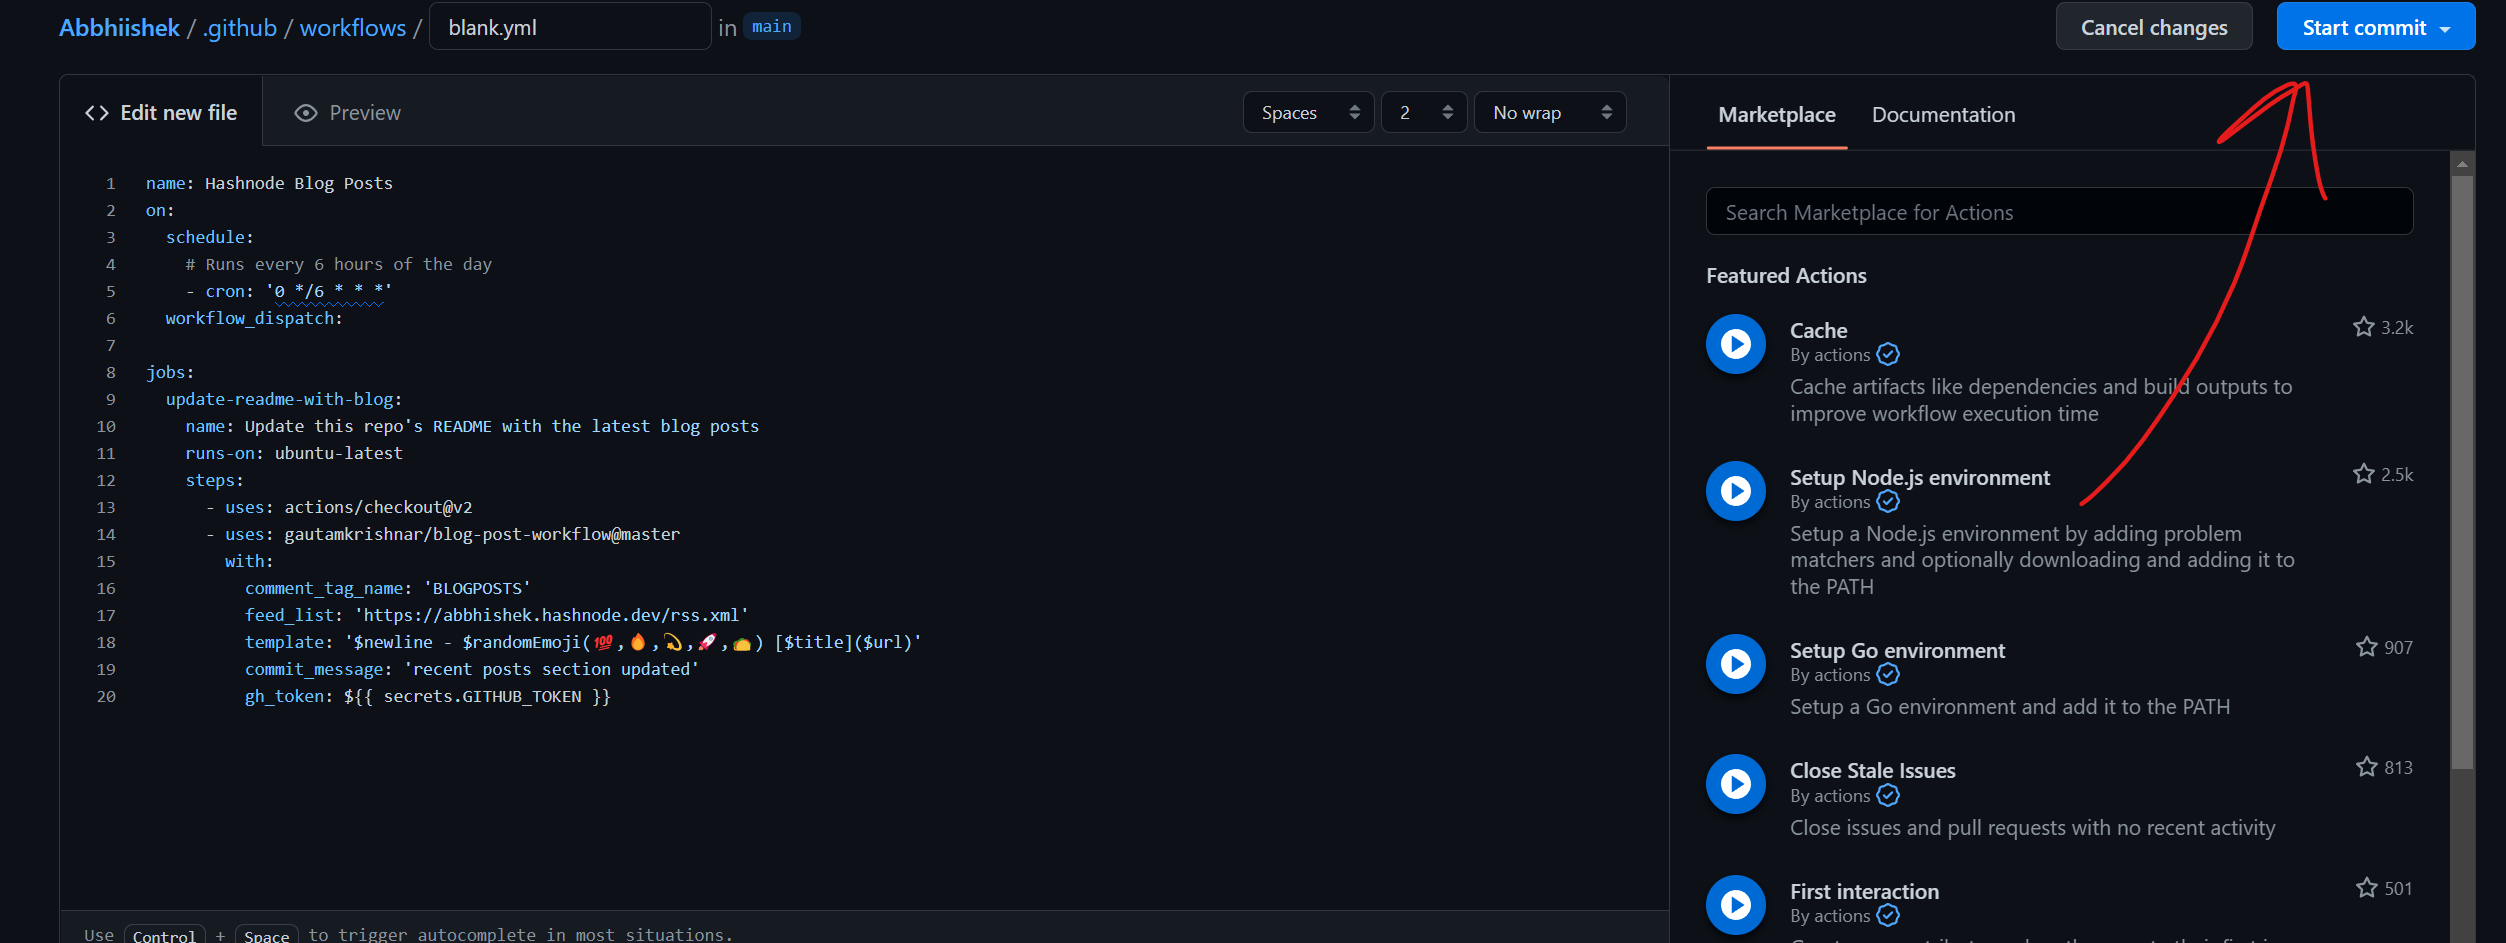 Abbhiishek / .github / workflows / blank.yml in main
Cancel changes
Start commit
Edit new file
Preview
Spaces
2
No wrap
1 name: Hashnode Blog Posts
2 on:
3 schedule:
4 # Runs every 6 hours of the day
5 - cron: '0 */6 * * *'
6 workflow_dispatch:
7
8 jobs:
9 update-readme-with-blog:
10 name: Update this repo's README with the latest blog posts
11 runs-on: ubuntu-latest
12 steps:
13 - uses: actions/checkout@v2
14 - uses: gautamkrishnar/blog-post-workflow@master
15 with:
16 comment_tag_name: 'BLOGPOSTS'
17 feed_list: 'https://abbhishek.hashnode.dev/rss.xml'
18 template: '$newline - $randomEmoji(💯,🔥,💫,🚀,🌮) [$title]($url)'
19 commit_message: 'recent posts section updated'
20 gh_token: ${{ secrets.GITHUB_TOKEN }}
Use Control + Space to trigger autocomplete in most situations.
Marketplace
Documentation
Search Marketplace for Actions
Featured Actions
Cache
3.2k
By actions
Cache artifacts like dependencies and build outputs to
improve workflow execution time
Setup Node.js environment
2.5k
By actions
Setup a Node.js environment by adding problem
matchers and optionally downloading and adding it to
the PATH
Setup Go environment
907
By actions
Setup a Go environment and add it to the PATH
Close Stale Issues
813
By actions
Close issues and pull requests with no recent activity
First interaction
501
By actions